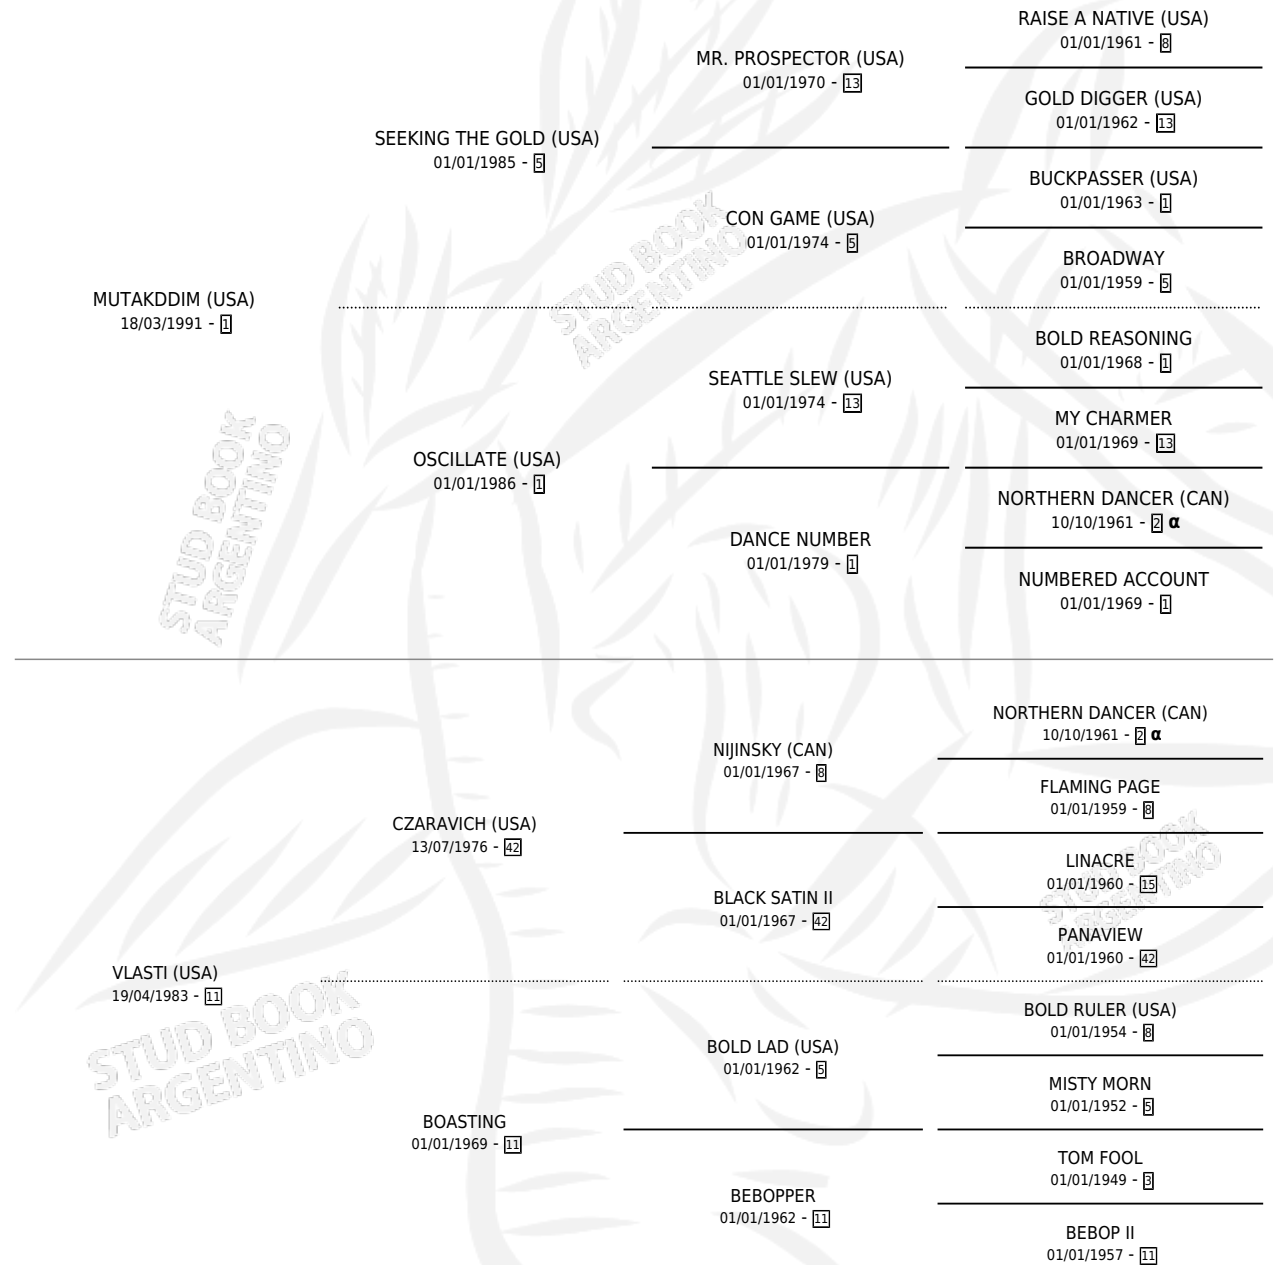 RAISE A NATIVE (USA)
01/01/1961 - 8
MR. PROSPECTOR (USA)
01/01/1970 - 13
GOLD DIGGER (USA)
01/01/1962 - 13
SEEKING THE GOLD (USA)
01/01/1985 - 5
BUCKPASSER (USA)
01/01/1963 - 1
CON GAME (USA)
01/01/1974 - 5
BROADWAY
01/01/1959 - 5
MUTAKDDIM (USA)
18/03/1991 - 1
BOLD REASONING
01/01/1968 - 1
SEATTLE SLEW (USA)
01/01/1974 - 13
MY CHARMER
01/01/1969 - 13
OSCILLATE (USA)
01/01/1986 - 1
NORTHERN DANCER (CAN)
10/10/1961 - 2 α
DANCE NUMBER
01/01/1979 - 1
NUMBERED ACCOUNT
01/01/1969 - 1
NORTHERN DANCER (CAN)
10/10/1961 - 2 α
NIJINSKY (CAN)
01/01/1967 - 8
FLAMING PAGE
01/01/1959 - 8
CZARAVICH (USA)
13/07/1976 - 42
LINACRE
01/01/1960 - 15
BLACK SATIN II
01/01/1967 - 42
PANAVIEW
01/01/1960 - 42
VLASTI (USA)
19/04/1983 - 11
BOLD RULER (USA)
01/01/1954 - 8
BOLD LAD (USA)
01/01/1962 - 5
MISTY MORN
01/01/1952 - 5
BOASTING
01/01/1969 - 11
TOM FOOL
01/01/1949 - 3
BEBOPPER
01/01/1962 - 11
BEBOP II
01/01/1957 - 11
STUD BOOK
ARGENTINO
STUD BOOK
ARGENTINO
STUD BOOK
ARGENTINO
STUD BOOK
ARGENTINO